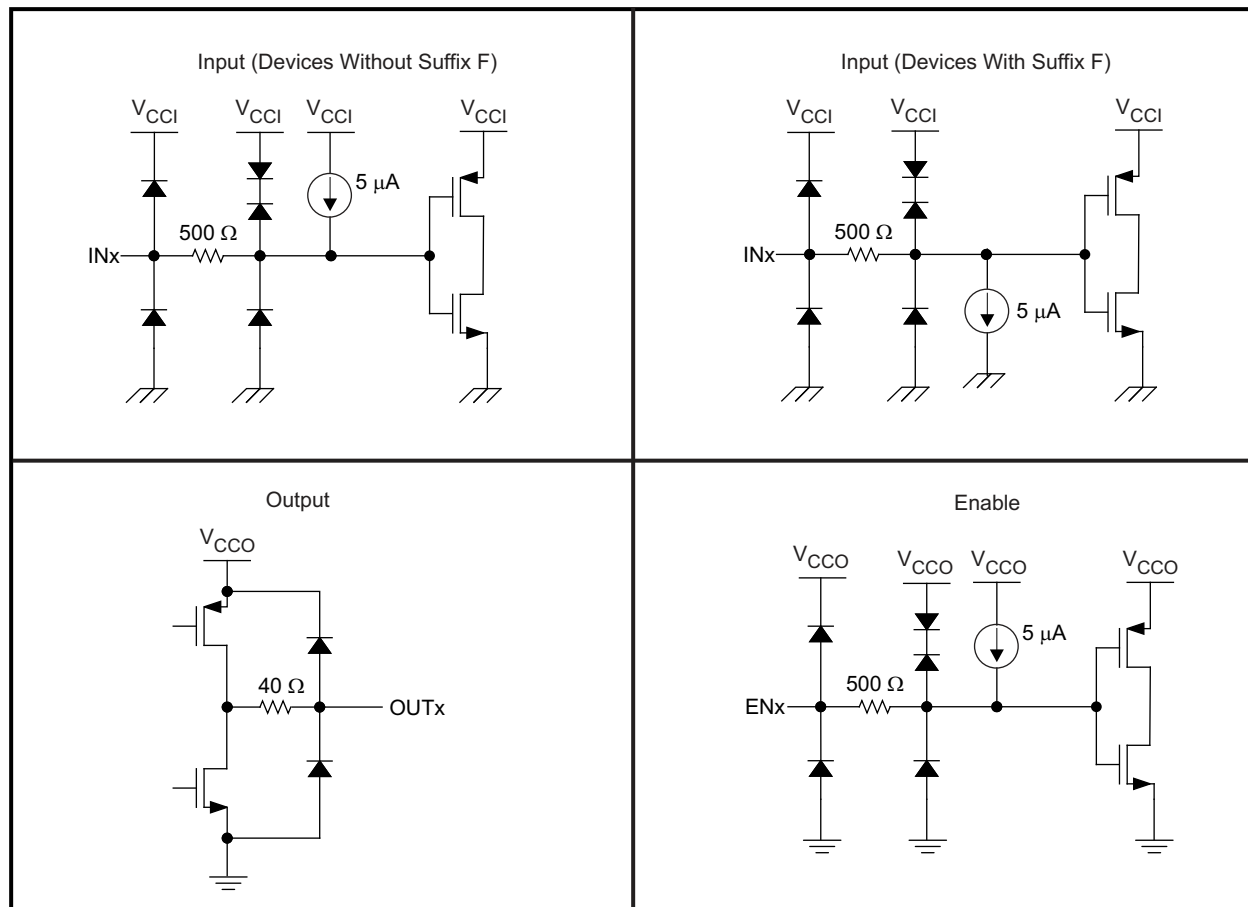 Input (Devices Without Suffix F)
V_CCI V_CCI V_CCI V_CCI
5 μA
500 Ω
INx
Input (Devices With Suffix F)
V_CCI V_CCI V_CCI
500 Ω
INx
5 μA
Output
V_CCO
40 Ω
OUTx
Enable
V_CCO V_CCO V_CCO V_CCO
5 μA
500 Ω
ENx